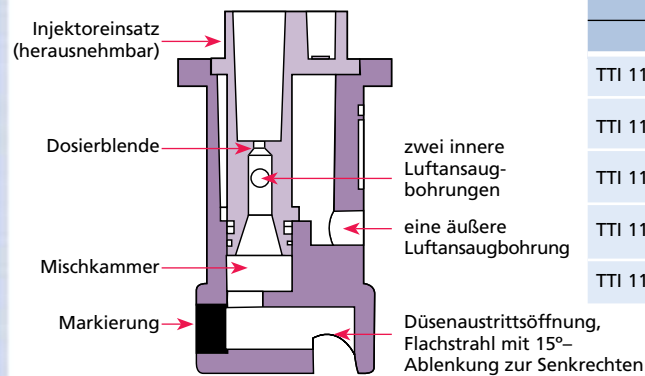 Injektoreinsatz
(herausnehmbar)
Dosierblende
Mischkammer
Markierung
zwei innere
Luftansaug-
bohrungen
eine äußere
Luftansaugbohrung
Düsenaustrittsöffnung,
Flachstrahl mit 15º–
Ablenkung zur Senkrechten
TTI 11
TTI 11
TTI 11
TTI 11
TTI 11